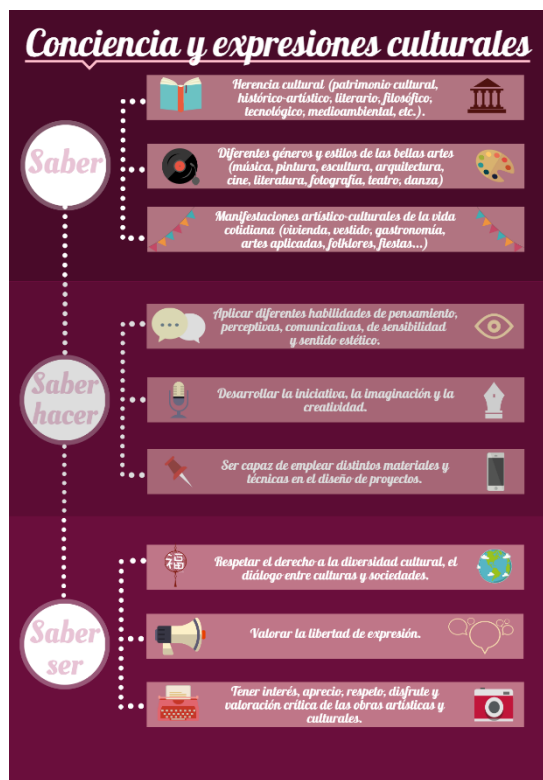 Conciencia y expresiones culturales
Saber
Herencia cultural (patrimonio cultural,
histórico-artístico, literario, filosófico,
tecnológico, medioambiental, etc.).
Diferentes géneros y estilos de las bellas artes
(música, pintura, escultura, arquitectura,
cine, literatura, fotografía, teatro, danza)
Manifestaciones artístico-culturales de la vida
cotidiana (vivienda, vestido, gastronomía,
artes aplicadas, folklores, fiestas...)
Saber
hacer
Aplicar diferentes habilidades de pensamiento,
perceptivas, comunicativas, de sensibilidad
y sentido estético.
Desarrollar la iniciativa, la imaginación y la
creatividad.
Ser capaz de emplear distintos materiales y
técnicas en el diseño de proyectos.
Saber
ser
福
Respetar el derecho a la diversidad cultural, el
diálogo entre culturas y sociedades.
Valorar la libertad de expresión.
Tener interés, aprecio, respeto, disfrute y
valoración crítica de las obras artísticas y
culturales.